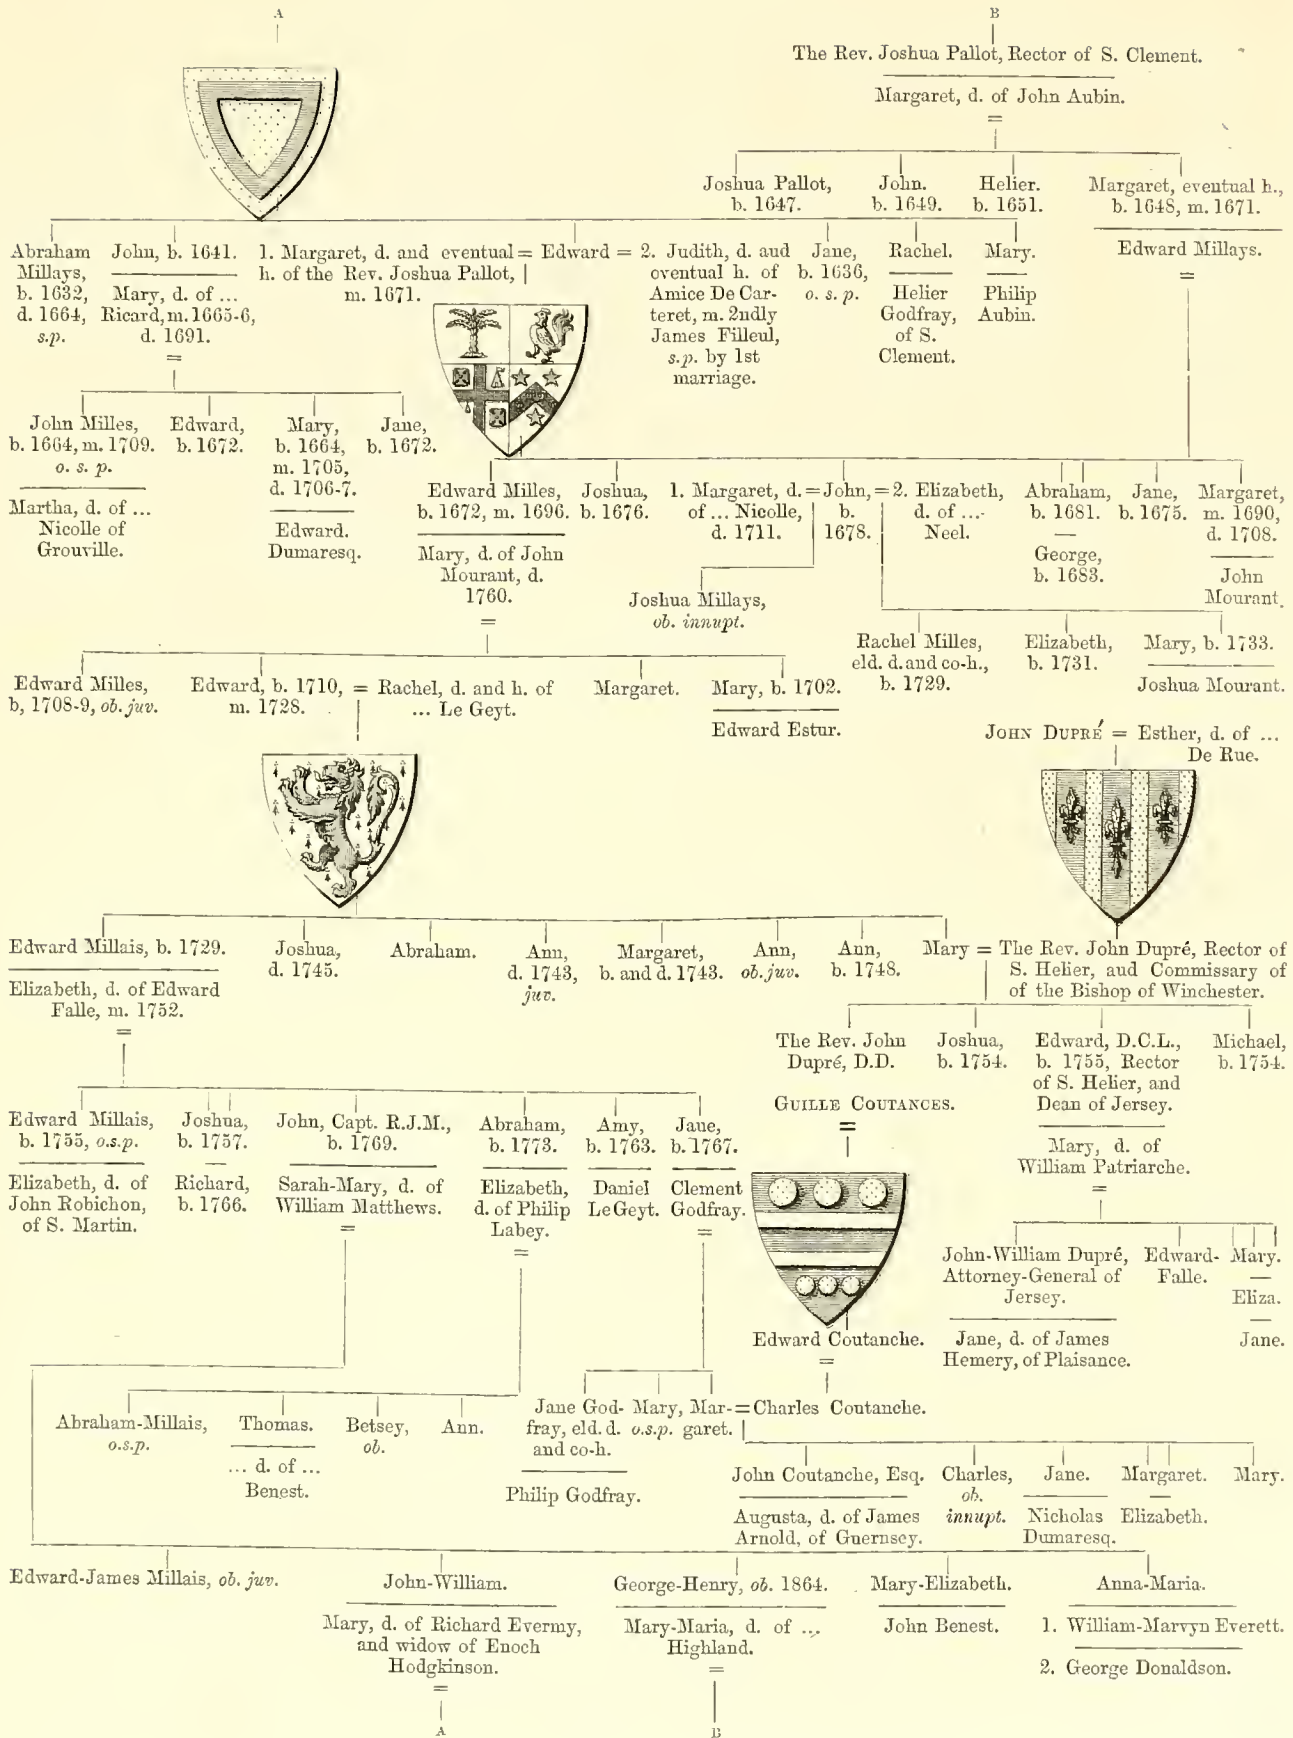 A
B
The Rev. Joshua Pallot, Rector of S. Clement.
Margaret, d. of John Aubin.
=
Joshua Pallot,
b. 1647.
John.
b. 1649.
Helier.
b. 1651.
Margaret, eventual h.,
b. 1648, m. 1671.
Edward Millays.
=
Abraham
Millays,
b. 1632,
d. 1664,
s.p.
John, b. 1641.
Mary, d. of ...
Ricard, m. 1665-6,
d. 1691.
=
1. Margaret, d. and eventual = Edward = 2. Judith, d. and
h. of the Rev. Joshua Pallot,
m. 1671.
eventual h. of
Amice De Car-
teret, m. 2ndly
James Filleul,
s.p. by 1st
marriage.
Jane,
b. 1636,
o. s. p.
Rachel.
Helier
Godfray,
of S.
Clement.
Mary.
Philip
Aubin.
John Milles,
b. 1664, m. 1709.
o. s. p.
Martha, d. of ...
Nicolle of
Grouville.
Edward,
b. 1672.
Mary,
b. 1664,
m. 1705,
d. 1706-7.
Edward.
Dumaresq.
Jane,
b. 1672.
Edward Milles,
b. 1672, m. 1696.
Mary, d. of John
Mourant, d.
1760.
=
Joshua,
b. 1676.
1. Margaret, d. = John, = 2. Elizabeth,
of ... Nicolle,
d. 1711.
b.
1678.
d. of ...
Neel.
Abraham,
b. 1681.
George,
b. 1683.
Jane,
b. 1675.
Margaret,
m. 1690,
d. 1708.
John
Mourant.
Joshua Millays,
ob. innupt.
Rachel Milles,
eld. d. and co-h.,
b. 1729.
Elizabeth,
b. 1731.
Mary, b. 1733.
Joshua Mourant.
Edward Milles,
b, 1708-9, ob. juv.
Edward, b. 1710, = Rachel, d. and h. of
m. 1728.
... Le Geyt.
Margaret.
Mary, b. 1702.
Edward Estur.
JOHN DUPRÉ = Esther, d. of ...
De Rue.
Edward Millais, b. 1729.
Elizabeth, d. of Edward
Falle, m. 1752.
=
Joshua,
d. 1745.
Abraham.
Ann,
d. 1743,
juv.
Margaret,
b. and d. 1743.
Ann,
ob. juv.
Ann,
b. 1748.
Mary = The Rev. John Dupré, Rector of
S. Helier, and Commissary of
of the Bishop of Winchester.
The Rev. John
Dupré, D.D.
Joshua,
b. 1754.
Edward, D.C.L.,
b. 1755, Rector
of S. Helier, and
Dean of Jersey.
Mary, d. of
William Patriarche.
=
Michael,
b. 1754.
GUILLE COUTANCES.
=
Edward Millais,
b. 1755, o.s.p.
Elizabeth, d. of
John Robichon,
of S. Martin.
Joshua,
b. 1757.
Richard,
b. 1766.
John, Capt. R.J.M.,
b. 1769.
Sarah-Mary, d. of
William Matthews.
=
Abraham,
b. 1773.
Elizabeth,
d. of Philip
Labey.
=
Amy,
b. 1763.
Daniel
Le Geyt.
Jane,
b. 1767.
Clement
Godfray.
=
John-William Dupré,
Attorney-General of
Jersey.
Jane, d. of James
Hemery, of Plaisance.
Edward-
Falle.
Mary.
Eliza.
Jane.
Edward Coutanche.
=
Abraham-Millais,
o.s.p.
Thomas.
... d. of ...
Benest.
Betsey,
ob.
Ann.
Jane God-
fray, eld. d.
and co-h.
Philip Godfray.
Mary,
o.s.p.
Mar- = Charles Coutanche.
garet.
John Coutanche, Esq.
Augusta, d. of James
Arnold, of Guernsey.
Charles,
ob.
innupt.
Jane.
Nicholas
Dumaresq.
Margaret.
Elizabeth.
Mary.
Edward-James Millais, ob. juv.
John-William.
Mary, d. of Richard Evermy,
and widow of Enoch
Hodgkinson.
=
A
George-Henry, ob. 1864.
Mary-Maria, d. of ...
Highland.
=
B
Mary-Elizabeth.
John Benest.
Anna-Maria.
1. William-Marvyn Everett.
2. George Donaldson.